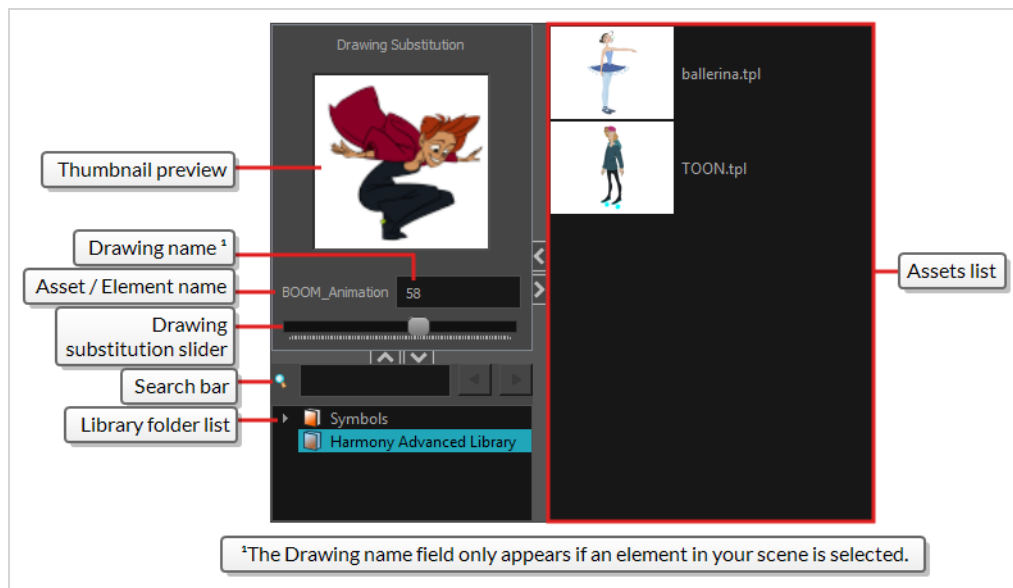 Drawing Substitution
ballerina.tpl
TOON.tpl
Thumbnail preview
Drawing name ¹
Asset / Element name
BOOM_Animation 58
Drawing
substitution slider
Search bar
Library folder list
Symbols
Harmony Advanced Library
Assets list
¹The Drawing name field only appears if an element in your scene is selected.